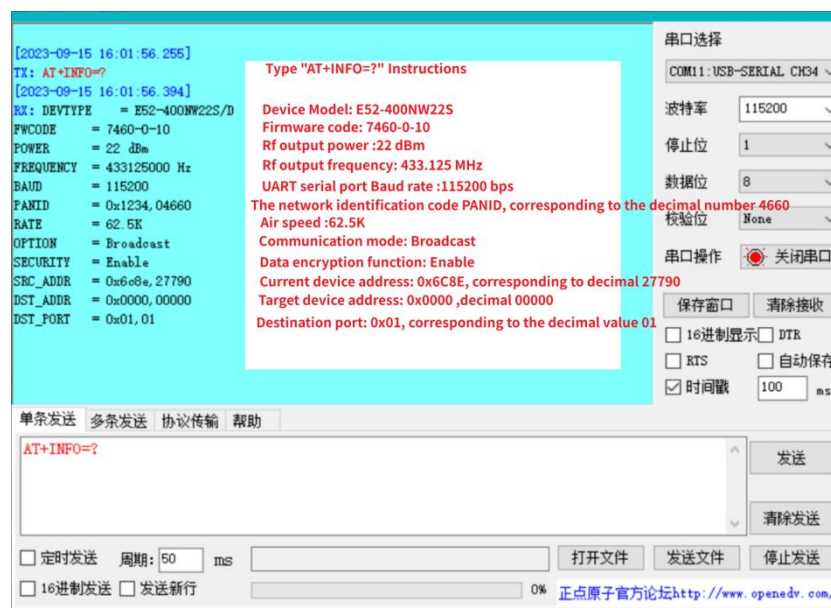 [2023-09-15 16:01:56.255]
TX: AT+INFO=?
[2023-09-15 16:01:56.394]
RX: DEVTYPE = E52-400NW22S/D
FWCODE = 7460-0-10
POWER = 22 dBm
FREQUENCY = 433125000 Hz
BAUD = 115200
PANID = 0x1234,04660
RATE = 62.5K
OPTION = Broadcast
SECURITY = Enable
SRC_ADDR = 0x6c8e,27790
DST_ADDR = 0x0000,00000
DST_PORT = 0x01,01
Type "AT+INFO=?" Instructions
Device Model: E52-400NW22S
Firmware code: 7460-0-10
Rf output power :22 dBm
Rf output frequency: 433.125 MHz
UART serial port Baud rate :115200 bps
The network identification code PANID, corresponding to the decimal number 4660
Air speed :62.5K
Communication mode: Broadcast
Data encryption function: Enable
Current device address: 0x6C8E, corresponding to decimal 27790
Target device address: 0x0000 ,decimal 00000
Destination port: 0x01, corresponding to the decimal value 01
串口选择
COM11:USB-SERIAL CH34
波特率 115200
停止位 1
数据位 8
校验位 None
串口操作 关闭串口
保存窗口 清除接收
16进制显示 DTR
RTS 自动保存
时间戳 100 ms
单条发送 多条发送 协议传输 帮助
AT+INFO=?
发送
清除发送
定时发送 周期: 50 ms 打开文件 发送文件 停止发送
16进制发送 发送新行 0% 正点原子官方论坛http://www.openedv.com/